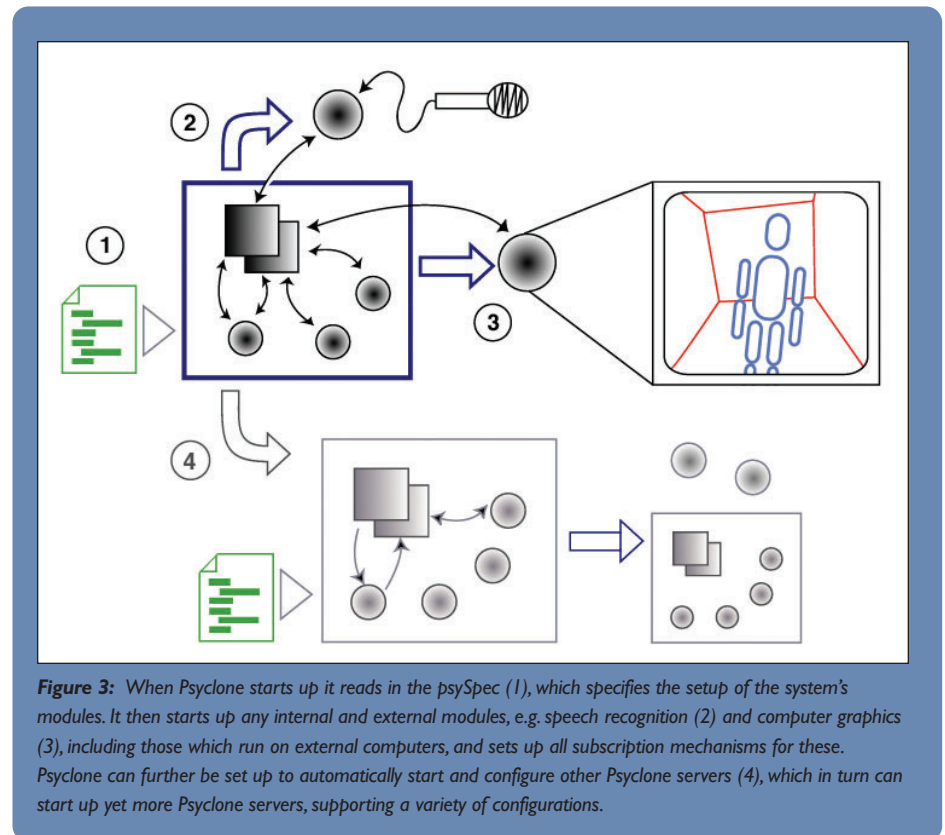 2
1
3
4
Figure 3: When Psyclone starts up it reads in the psySpec (1), which specifies the setup of the system's
modules. It then starts up any internal and external modules, e.g. speech recognition (2) and computer graphics
(3), including those which run on external computers, and sets up all subscription mechanisms for these.
Psyclone can further be set up to automatically start and configure other Psyclone servers (4), which in turn can
start up yet more Psyclone servers, supporting a variety of configurations.